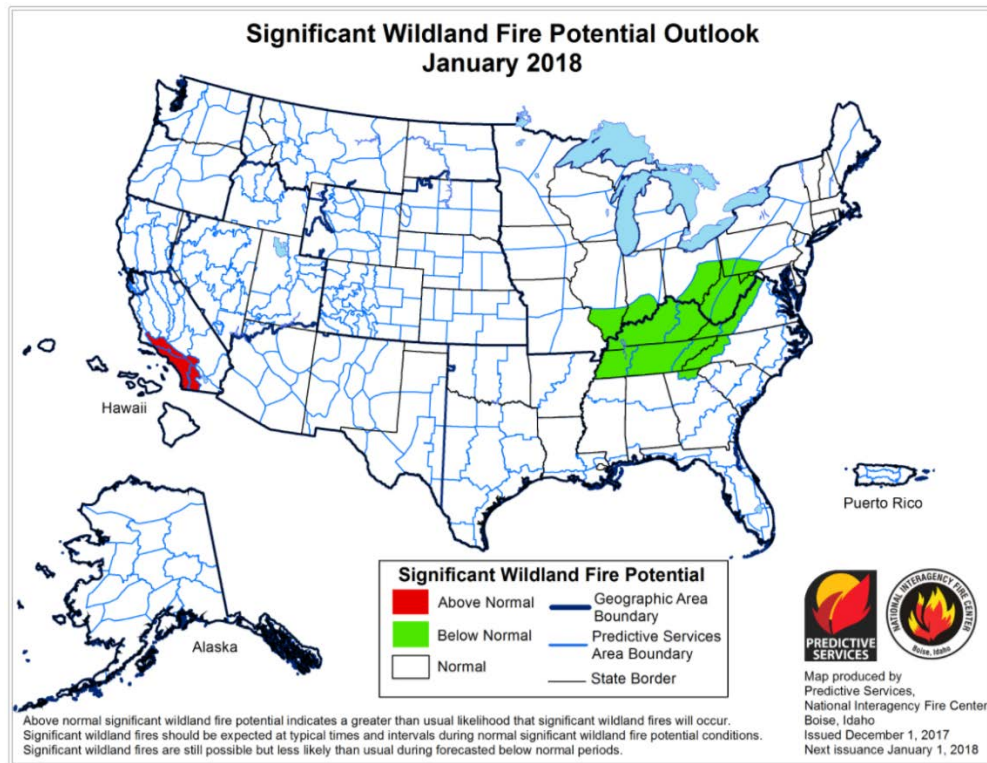 Significant Wildland Fire Potential Outlook
January 2018
Hawaii
Puerto Rico
Alaska
Significant Wildland Fire Potential
Above Normal
Below Normal
Normal
Geographic Area
Boundary
Predictive Services
Area Boundary
State Border
PREDICTIVE
SERVICES
NATIONAL INTERAGENCY FIRE CENTER
Boise, Idaho
Map produced by
Predictive Services,
National Interagency Fire Center
Boise, Idaho
Issued December 1, 2017
Next issuance January 1, 2018
Above normal significant wildland fire potential indicates a greater than usual likelihood that significant wildland fires will occur.
Significant wildland fires should be expected at typical times and intervals during normal significant wildland fire potential conditions.
Significant wildland fires are still possible but less likely than usual during forecasted below normal periods.